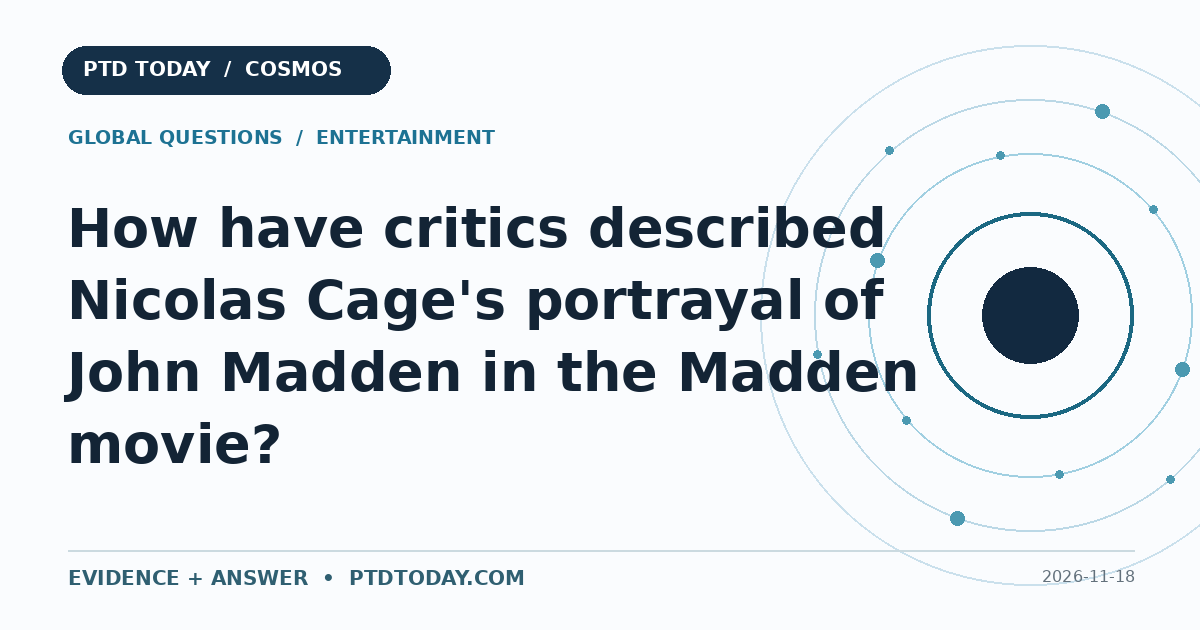 PTD TODAY / COSMOS
GLOBAL QUESTIONS / ENTERTAINMENT
How have critics described
Nicolas Cage's portrayal of
John Madden in the Madden
movie?
EVIDENCE + ANSWER • PTDTODAY.COM
2026-11-18